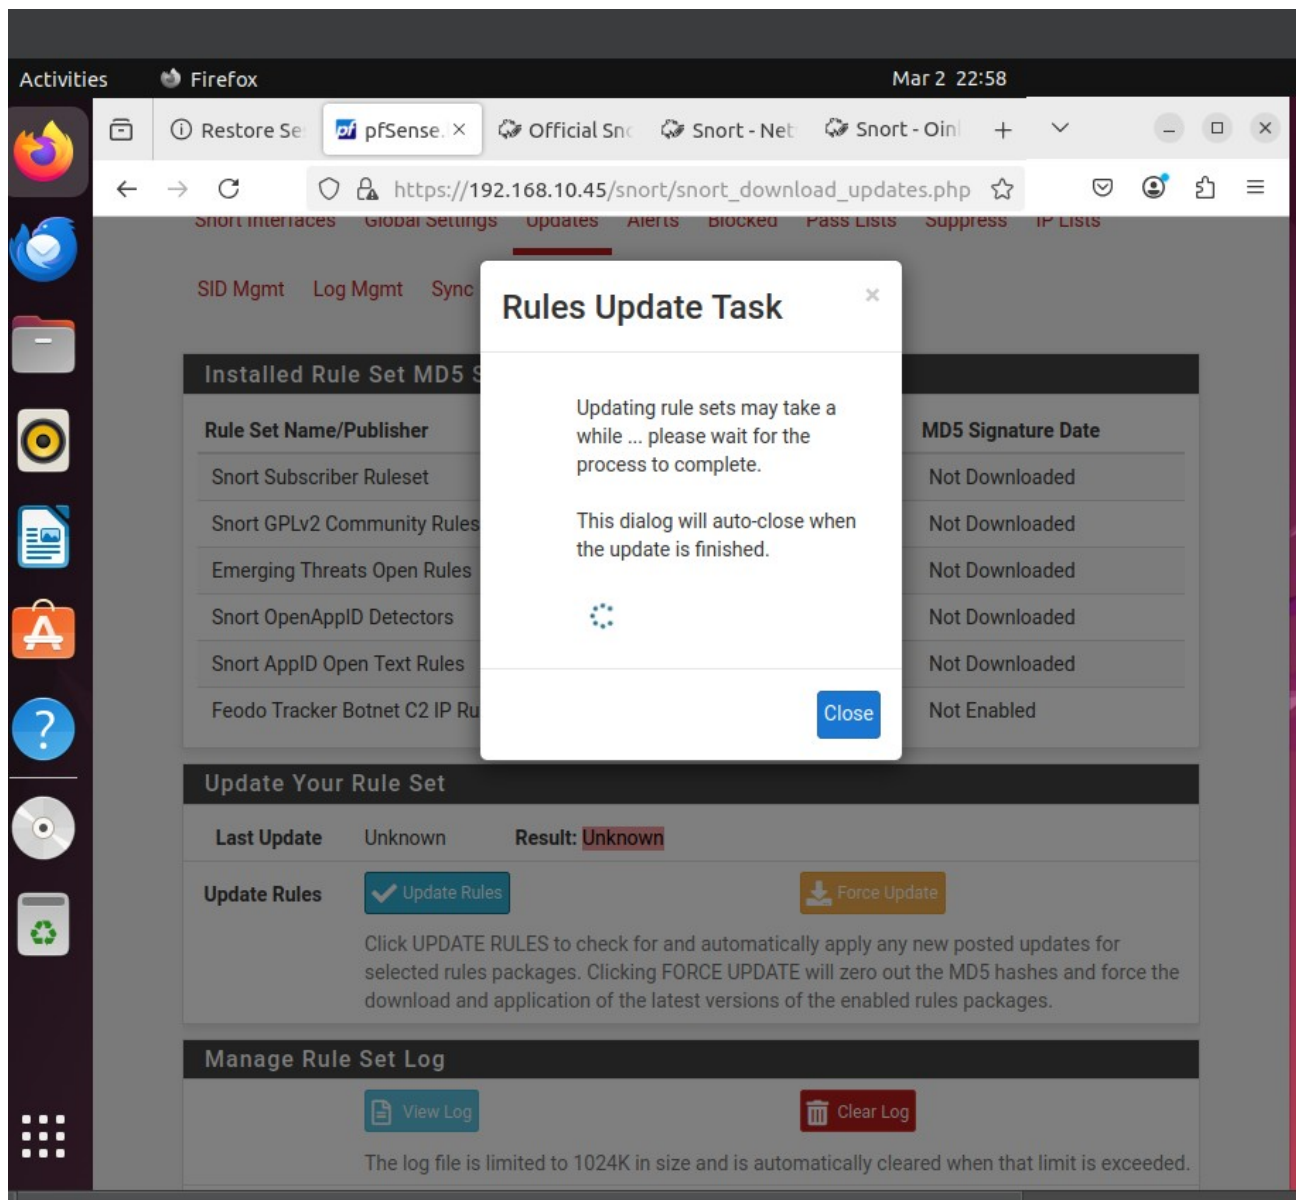 Activities Firefox Mar 2 22:58
Restore Se pfSense. Official Sno Snort - Net Snort - Oin
https://192.168.10.45/snort/snort_download_updates.php
Snort Interfaces Global Settings Updates Alerts Blocked Pass Lists Suppress IP Lists
SID Mgmt Log Mgmt Sync
Rules Update Task
Updating rule sets may take a
while ... please wait for the
process to complete.
This dialog will auto-close when
the update is finished.
Close
Installed Rule Set MD5 S
Rule Set Name/Publisher MD5 Signature Date
Snort Subscriber Ruleset Not Downloaded
Snort GPLv2 Community Rules Not Downloaded
Emerging Threats Open Rules Not Downloaded
Snort OpenAppID Detectors Not Downloaded
Snort AppID Open Text Rules Not Downloaded
Feodo Tracker Botnet C2 IP Ru Not Enabled
Update Your Rule Set
Last Update Unknown Result: Unknown
Update Rules Update Rules Force Update
Click UPDATE RULES to check for and automatically apply any new posted updates for
selected rules packages. Clicking FORCE UPDATE will zero out the MD5 hashes and force the
download and application of the latest versions of the enabled rules packages.
Manage Rule Set Log
View Log Clear Log
The log file is limited to 1024K in size and is automatically cleared when that limit is exceeded.